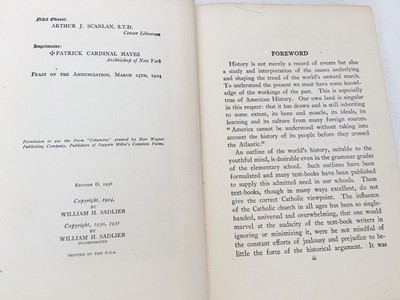 Nihil Obstat:
ARTHUR J. SCANLAN, S.T.D.
Censor Librorum
Imprimatur:
✠ PATRICK CARDINAL HAYES
Archbishop of New York
FEAST OF THE ANNUNCIATION, MARCH 25TH, 1924
Permission to use the Poem "Columbus" granted by Harr Wagner
Publishing Company, Publishers of Joaquin Miller's Complete Poems.
EDITION O, 1936
Copyright, 1924,
BY
WILLIAM H. SADLIER
Copyright, 1930, 1931
BY
WILLIAM H. SADLIER
INCORPORATED
PRINTED IN THE U.S.A.
FOREWORD
History is not merely a record of events but also
a study and interpretation of the causes underlying
and shaping the trend of the world's onward march.
To understand the present we must have some knowl-
edge of the workings of the past. This is especially
true of American History. Our own land is singular
in this respect: that it has drawn and is still inheriting
to some extent, its bone and muscle, its ideals, its
learning and its culture from many foreign sources.
"America cannot be understood without taking into
account the history of its people before they crossed
the Atlantic."
An outline of the world's history, suitable to the
youthful mind, is desirable even in the grammar grades
of the elementary school. Such outlines have been
formulated and many text-books have been published
to supply this admitted need in our schools. These
text-books, though in many ways excellent, do not
give the correct Catholic viewpoint. The influence
of the Catholic church in all ages has been so single-
handed, universal and overwhelming, that one would
marvel at the audacity of the text-book writers in
ignoring or minimizing it, were he not mindful of
the constant efforts of jealousy and prejudice to be-
little the force of the historical argument. It was
iii